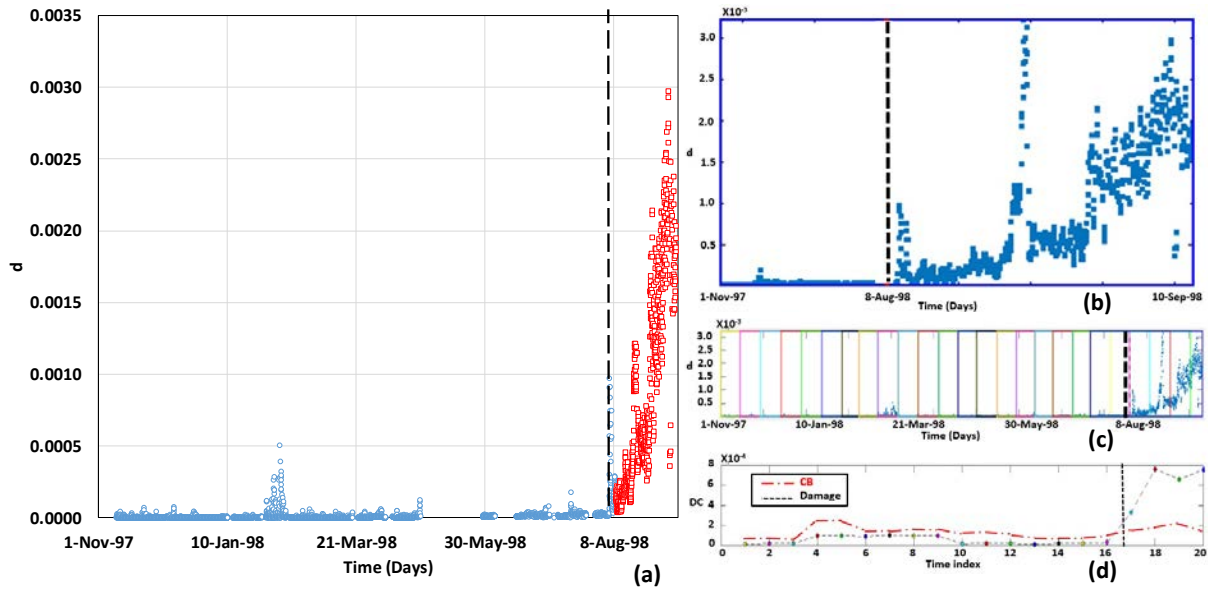 0.0035
0.0030
0.0025
0.0020
0.0015
0.0010
0.0005
0.0000
d
1-Nov-97 10-Jan-98 21-Mar-98 30-May-98 8-Aug-98
Time (Days)
(a)
X10⁻³
3.0
2.5
2.0
d
1.5
1.0
0.5
1-Nov-97 8-Aug-98 10-Sep-98
Time (Days)
(b)
X10⁻³
3.0
2.5
d
2.0
1.5
1.0
0.5
1-Nov-97 10-Jan-98 21-Mar-98 30-May-98 8-Aug-98
Time (Days)
(c)
X10⁻⁴
8
6
DC
4
2
0
CB
Damage
0 2 4 6 8 10 12 14 16 18 20
Time index
(d)